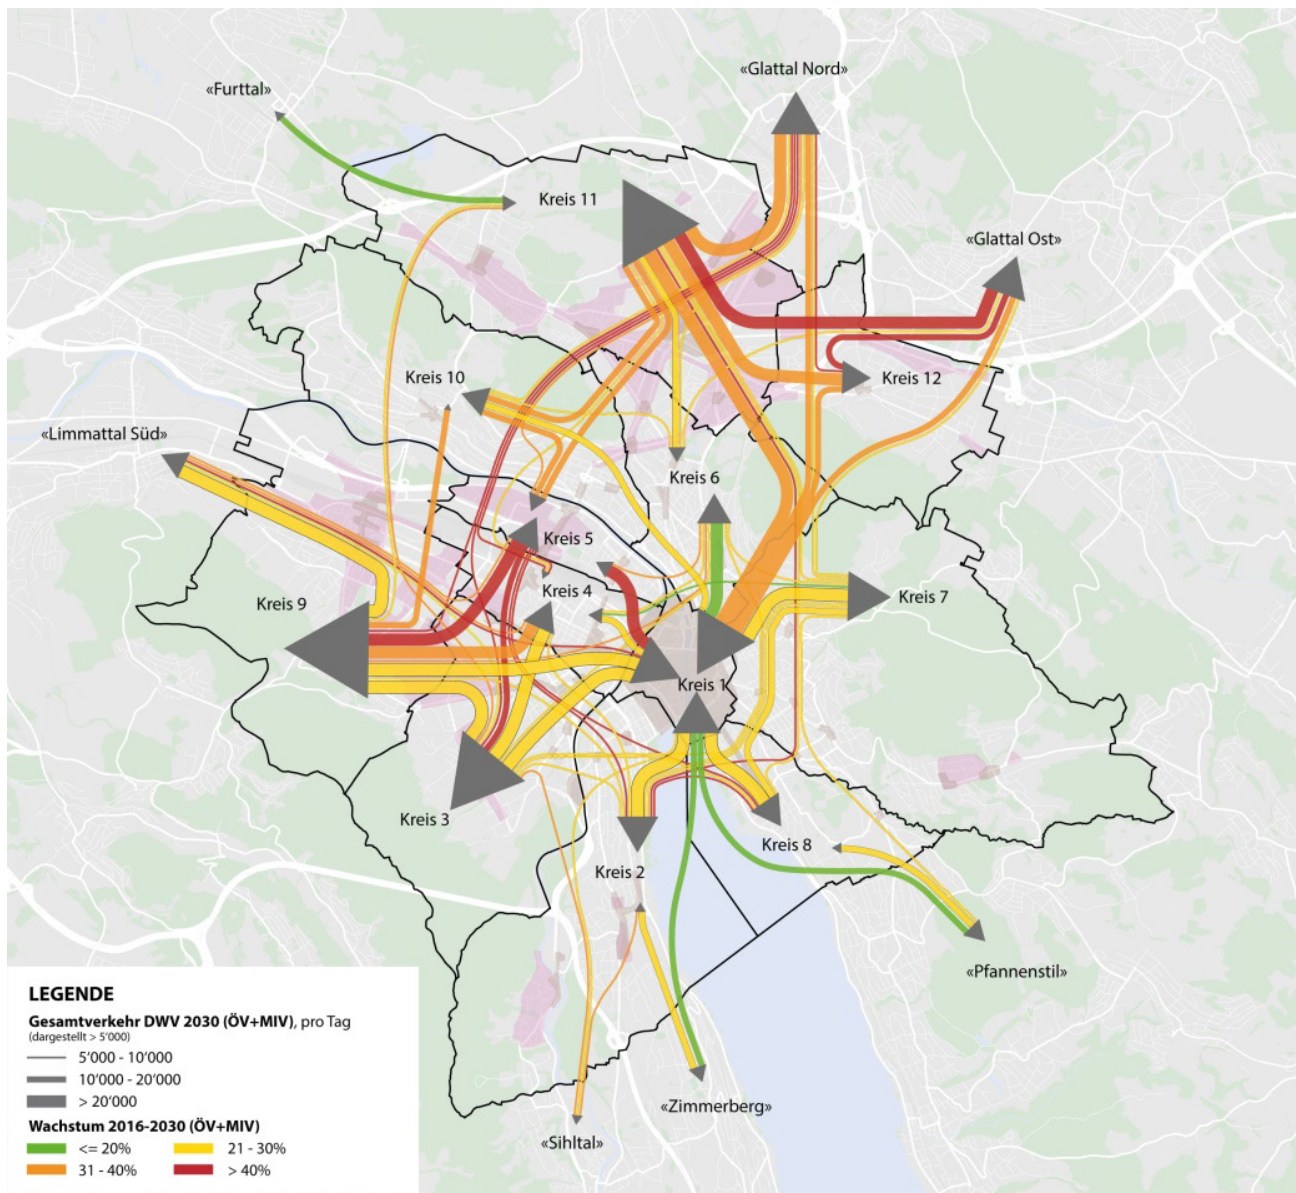 «Glattal Nord»
«Furttal»
Kreis 11
«Glattal Ost»
Kreis 10
Kreis 12
«Limmattal Süd»
Kreis 6
Kreis 5
Kreis 4
Kreis 9
Kreis 7
Kreis 1
Kreis 3
Kreis 8
Kreis 2
«Pfannenstil»
«Zimmerberg»
«Sihltal»
LEGENDE
Gesamtverkehr DWV 2030 (ÖV+MIV), pro Tag
(dargestellt > 5'000)
5'000 - 10'000
10'000 - 20'000
> 20'000
Wachstum 2016-2030 (ÖV+MIV)
<= 20%
21 - 30%
31 - 40%
> 40%